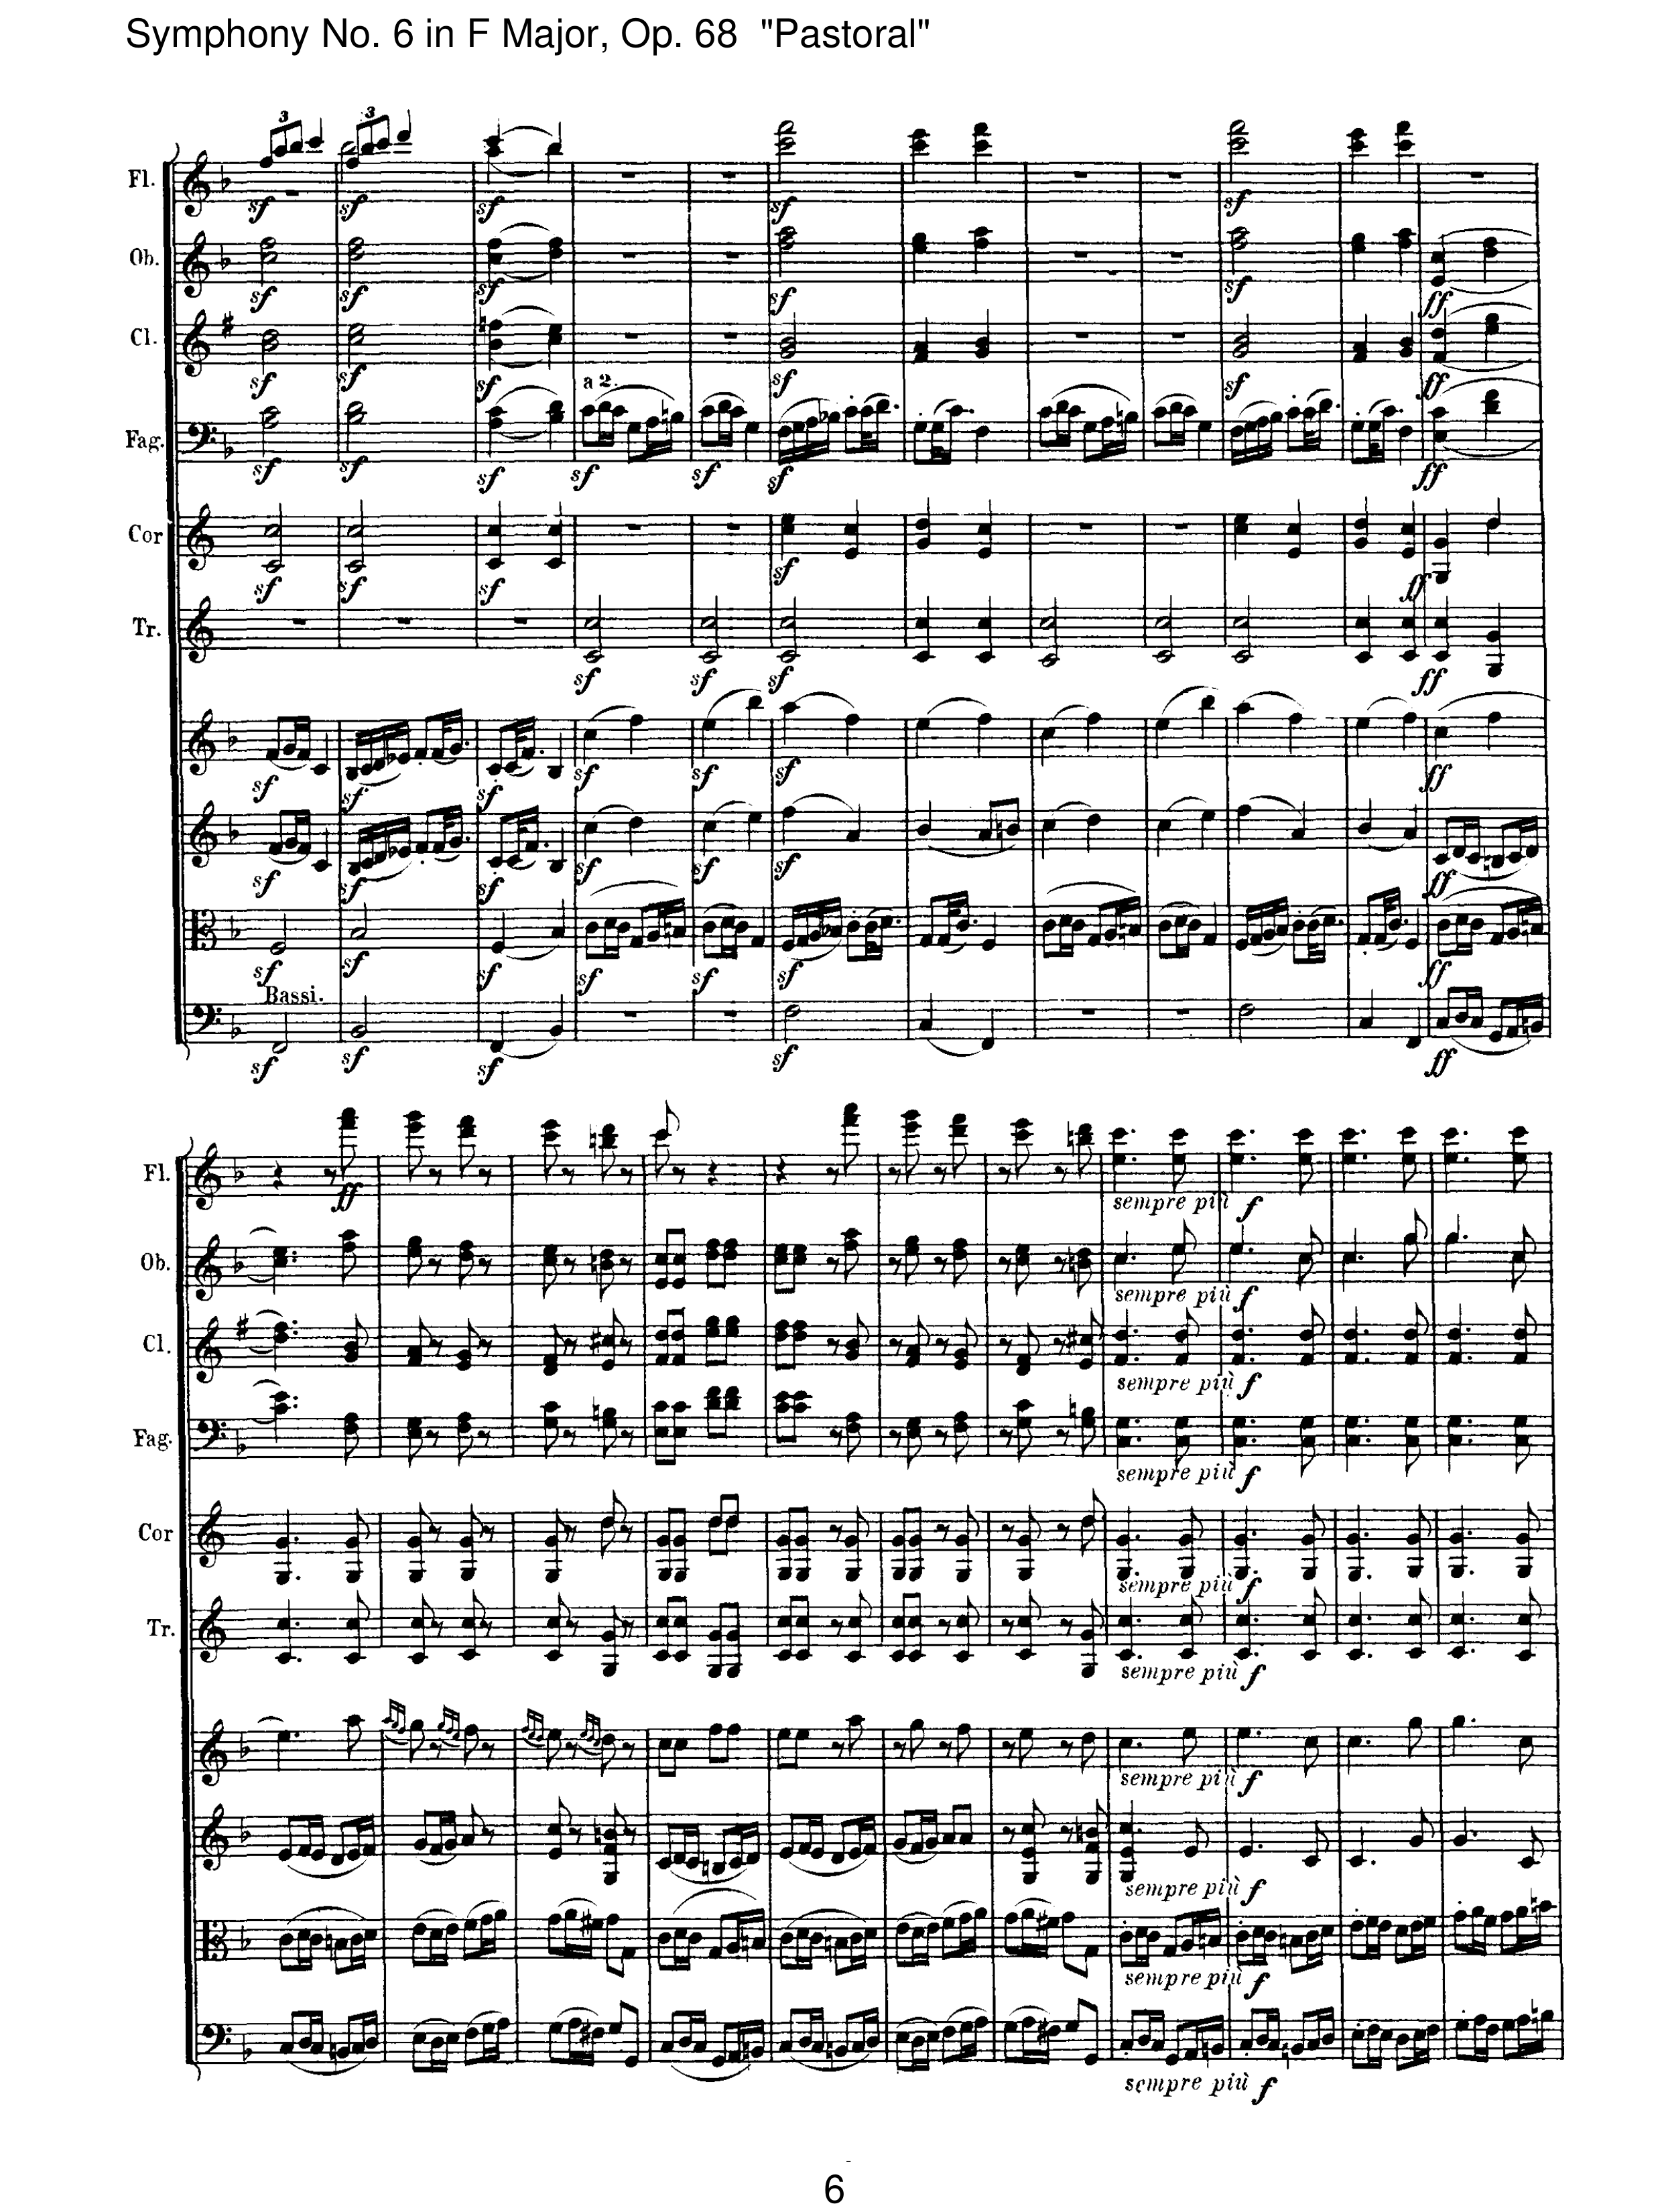 Symphony No. 6 in F Major, Op. 68 "Pastoral"
3 3
Fl.
sf sf sf sf sf
Ob.
sf sf sf sf sf ff
Cl.
sf sf sf sf sf ff
a 2.
Fag.
sf sf sf sf sf sf ff
Cor
sf sf sf sf ff
Tr.
sf sf sf ff
sf sf sf sf sf sf ff
sf sf sf sf sf sf ff
sf sf sf sf sf sf ff
Bassi.
sf sf sf sf ff
Fl.
ff sempre più f
Ob.
sempre più f
Cl.
sempre più f
Fag.
sempre più f
Cor
sempre più f
Tr.
sempre più f
sempre più f
sempre più f
sempre più f
sempre più f
6